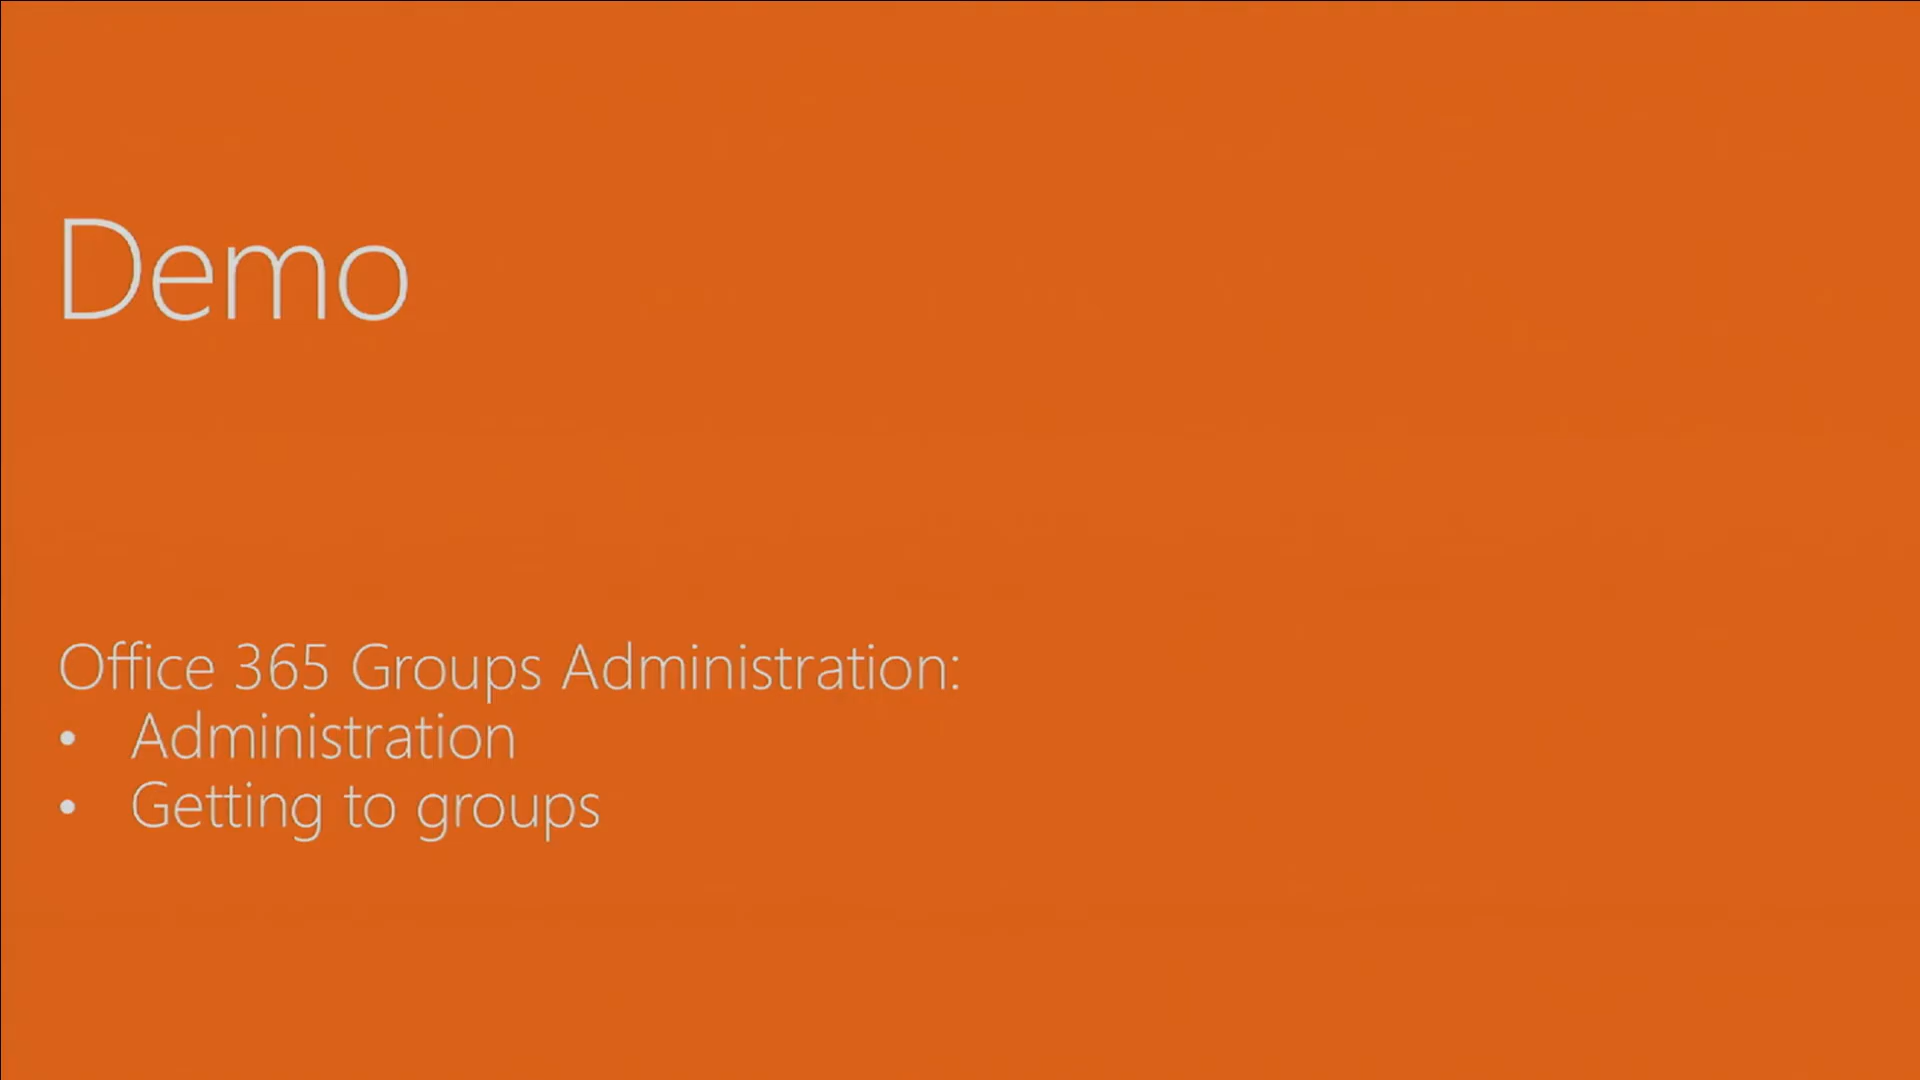 Demo
Office 365 Groups Administration:
• Administration
• Getting to groups